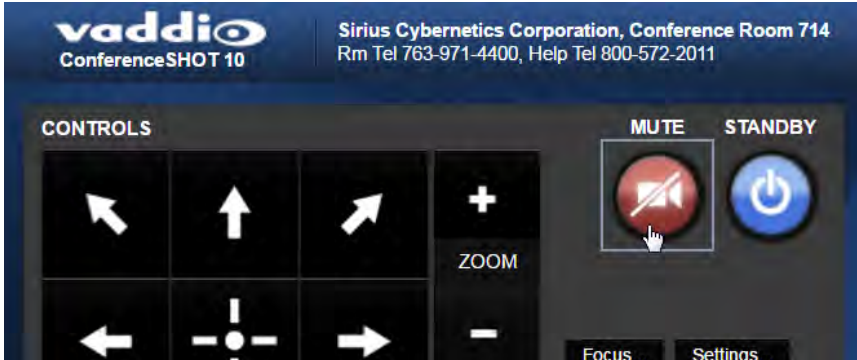 vaddio
ConferenceSHOT 10
Sirius Cybernetics Corporation, Conference Room 714
Rm Tel 763-971-4400, Help Tel 800-572-2011
CONTROLS
MUTE STANDBY
+
ZOOM
-
Focus Settings